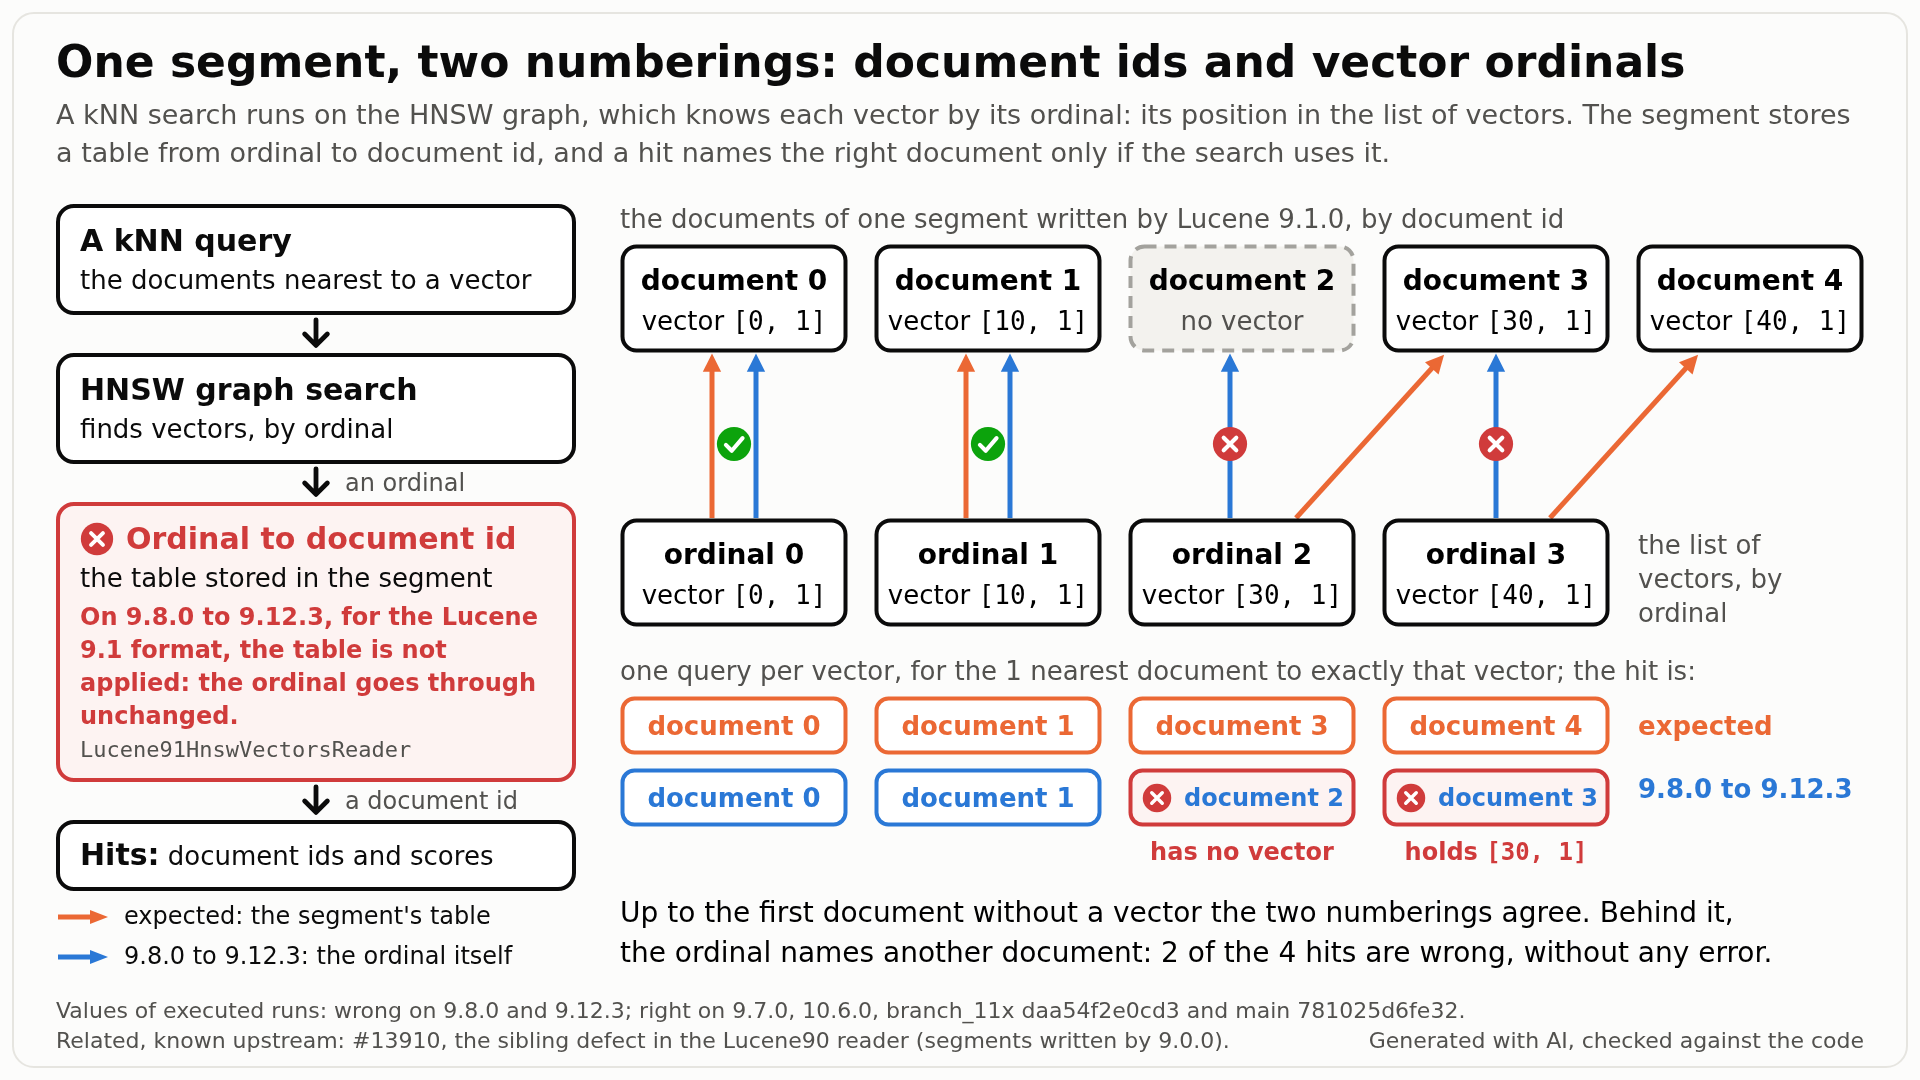 One segment, two numberings: document ids and vector ordinals
A kNN search runs on the HNSW graph, which knows each vector by its ordinal: its position in the list of vectors. The segment stores
a table from ordinal to document id, and a hit names the right document only if the search uses it.
A kNN query
the documents nearest to a vector
HNSW graph search
finds vectors, by ordinal
an ordinal
Ordinal to document id
the table stored in the segment
On 9.8.0 to 9.12.3, for the Lucene
9.1 format, the table is not
applied: the ordinal goes through
unchanged.
Lucene91HnswVectorsReader
a document id
Hits: document ids and scores
expected: the segment's table
9.8.0 to 9.12.3: the ordinal itself
the documents of one segment written by Lucene 9.1.0, by document id
document 0
vector [0, 1]
document 1
vector [10, 1]
document 2
no vector
document 3
vector [30, 1]
document 4
vector [40, 1]
ordinal 0
vector [0, 1]
ordinal 1
vector [10, 1]
ordinal 2
vector [30, 1]
ordinal 3
vector [40, 1]
the list of
vectors, by
ordinal
one query per vector, for the 1 nearest document to exactly that vector; the hit is:
document 0
document 1
document 3
document 4
expected
document 0
document 1
document 2
document 3
9.8.0 to 9.12.3
has no vector
holds [30, 1]
Up to the first document without a vector the two numberings agree. Behind it,
the ordinal names another document: 2 of the 4 hits are wrong, without any error.
Values of executed runs: wrong on 9.8.0 and 9.12.3; right on 9.7.0, 10.6.0, branch_11x daa54f2e0cd3 and main 781025d6fe32.
Related, known upstream: #13910, the sibling defect in the Lucene90 reader (segments written by 9.0.0).
Generated with AI, checked against the code